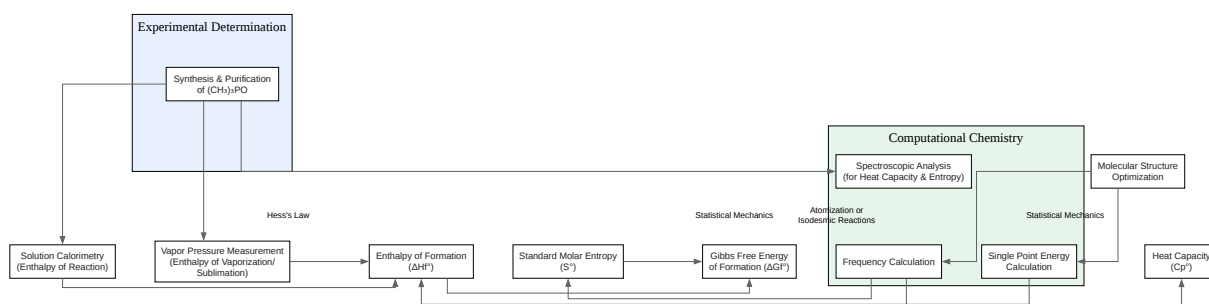 Experimental Determination
Synthesis & Purification
of (CH₃)₃PO
Computational Chemistry
Spectroscopic Analysis
(for Heat Capacity & Entropy)
Molecular Structure
Optimization
Hess's Law
Statistical Mechanics
Atomization or
Isodesmic Reactions
Statistical Mechanics
Solution Calorimetry
(Enthalpy of Reaction)
Vapor Pressure Measurement
(Enthalpy of Vaporization/
Sublimation)
Enthalpy of Formation
(ΔHf°)
Standard Molar Entropy
(S°)
Gibbs Free Energy
of Formation (ΔGf°)
Frequency Calculation
Single Point Energy
Calculation
Heat Capacity
(Cp°)